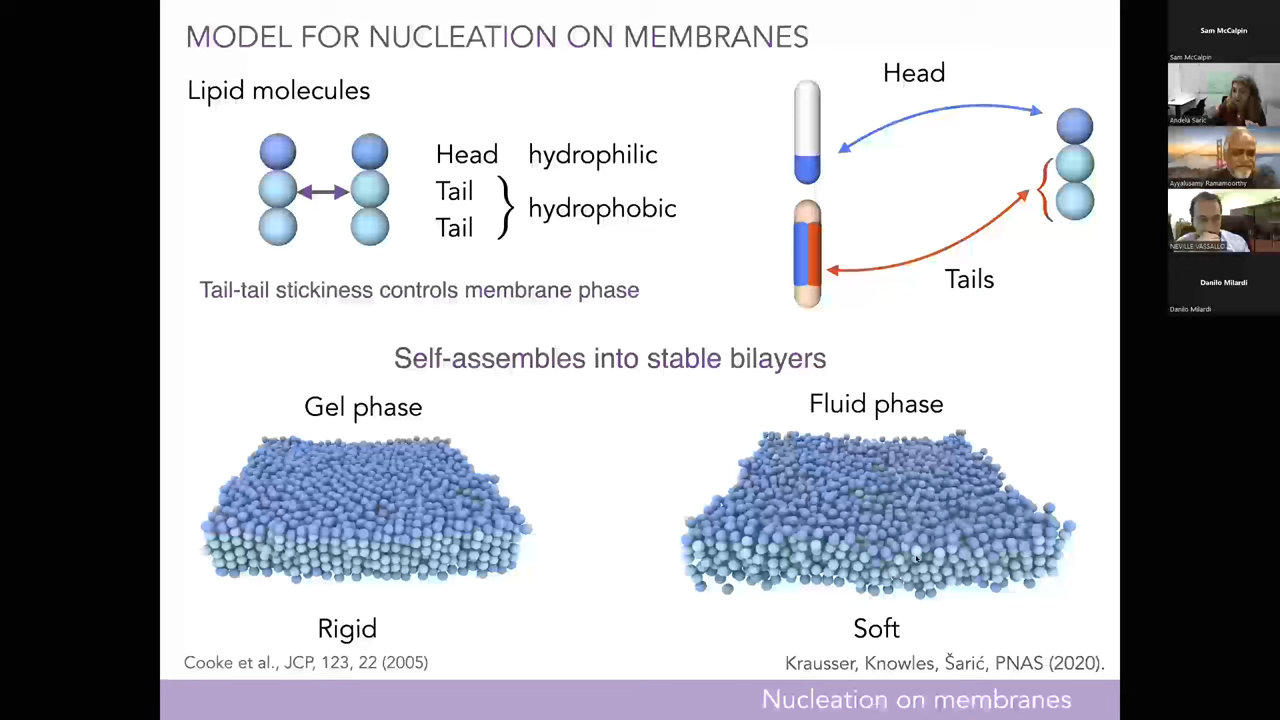 MODEL FOR NUCLEATION ON MEMBRANES
Lipid molecules
Head hydrophilic
Tail
Tail
hydrophobic
Tail-tail stickiness controls membrane phase
Head
Tails
Self-assembles into stable bilayers
Gel phase
Fluid phase
Rigid
Soft
Cooke et al., JCP, 123, 22 (2005)
Krausser, Knowles, Šarić, PNAS (2020).
Nucleation on membranes
Sam McCalpin
Sam McCalpin
Andela Saric
Ayyalusamy Ramamoorthy
NEVILLE VASSALLO
Danilo Milardi
Danilo Milardi